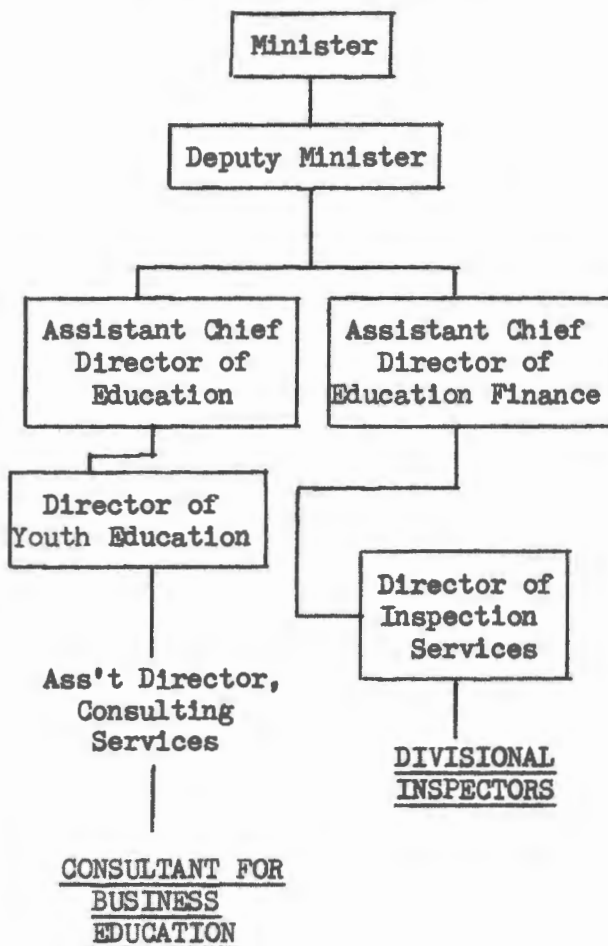 Minister
Deputy Minister
Assistant Chief
Director of
Education
Assistant Chief
Director of
Education Finance
Director of
Youth Education
Director of
Inspection
Services
Ass't Director,
Consulting
Services
DIVISIONAL
INSPECTORS
CONSULTANT FOR
BUSINESS
EDUCATION